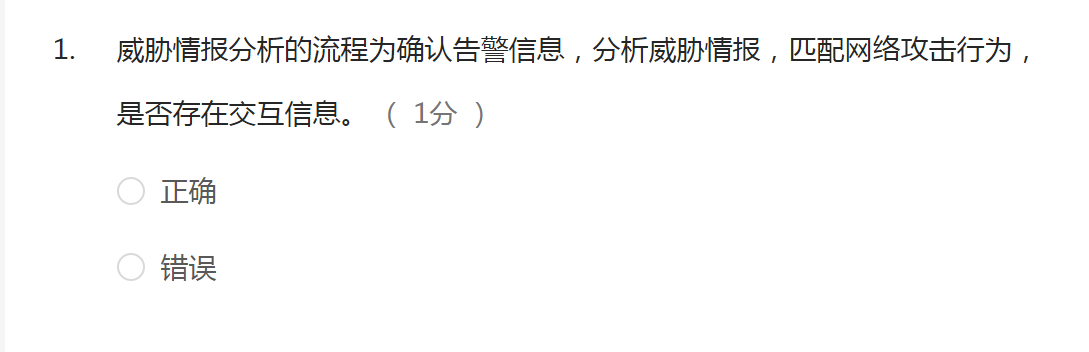 1. 威胁情报分析的流程为确认告警信息，分析威胁情报，匹配网络攻击行为，
是否存在交互信息。 （ 1分 ）
正确
错误